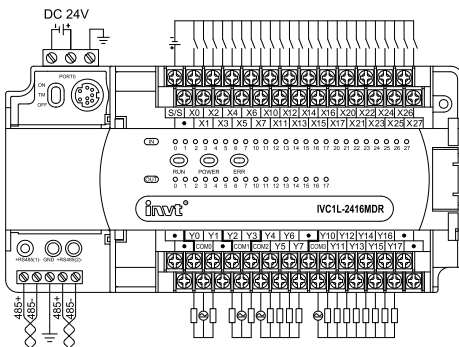 DC 24V
PORT0
ON
TM
OFF
S/S X0 X2 X4 X6 X10 X12 X14 X16 X20 X22 X24 X26
• X1 X3 X5 X7 X11 X13 X15 X17 X21 X23 X25 X27
IN
0 1 2 3 4 5 6 7 10 11 12 13 14 15 16 17 20 21 22 23 24 25 26 27
RUN POWER ERR
OUT
0 1 2 3 4 5 6 7 10 11 12 13 14 15 16 17
invt IVC1L-2416MDR
• Y0 Y1 Y2 Y3 Y4 Y6 • Y10 Y12 Y14 Y16 •
• COM0 • COM1 COM2 Y5 Y7 COM3 Y11 Y13 Y15 Y17 •
+RS485(1)- GND +RS485(2)-
485+ 485- 485+ 485-